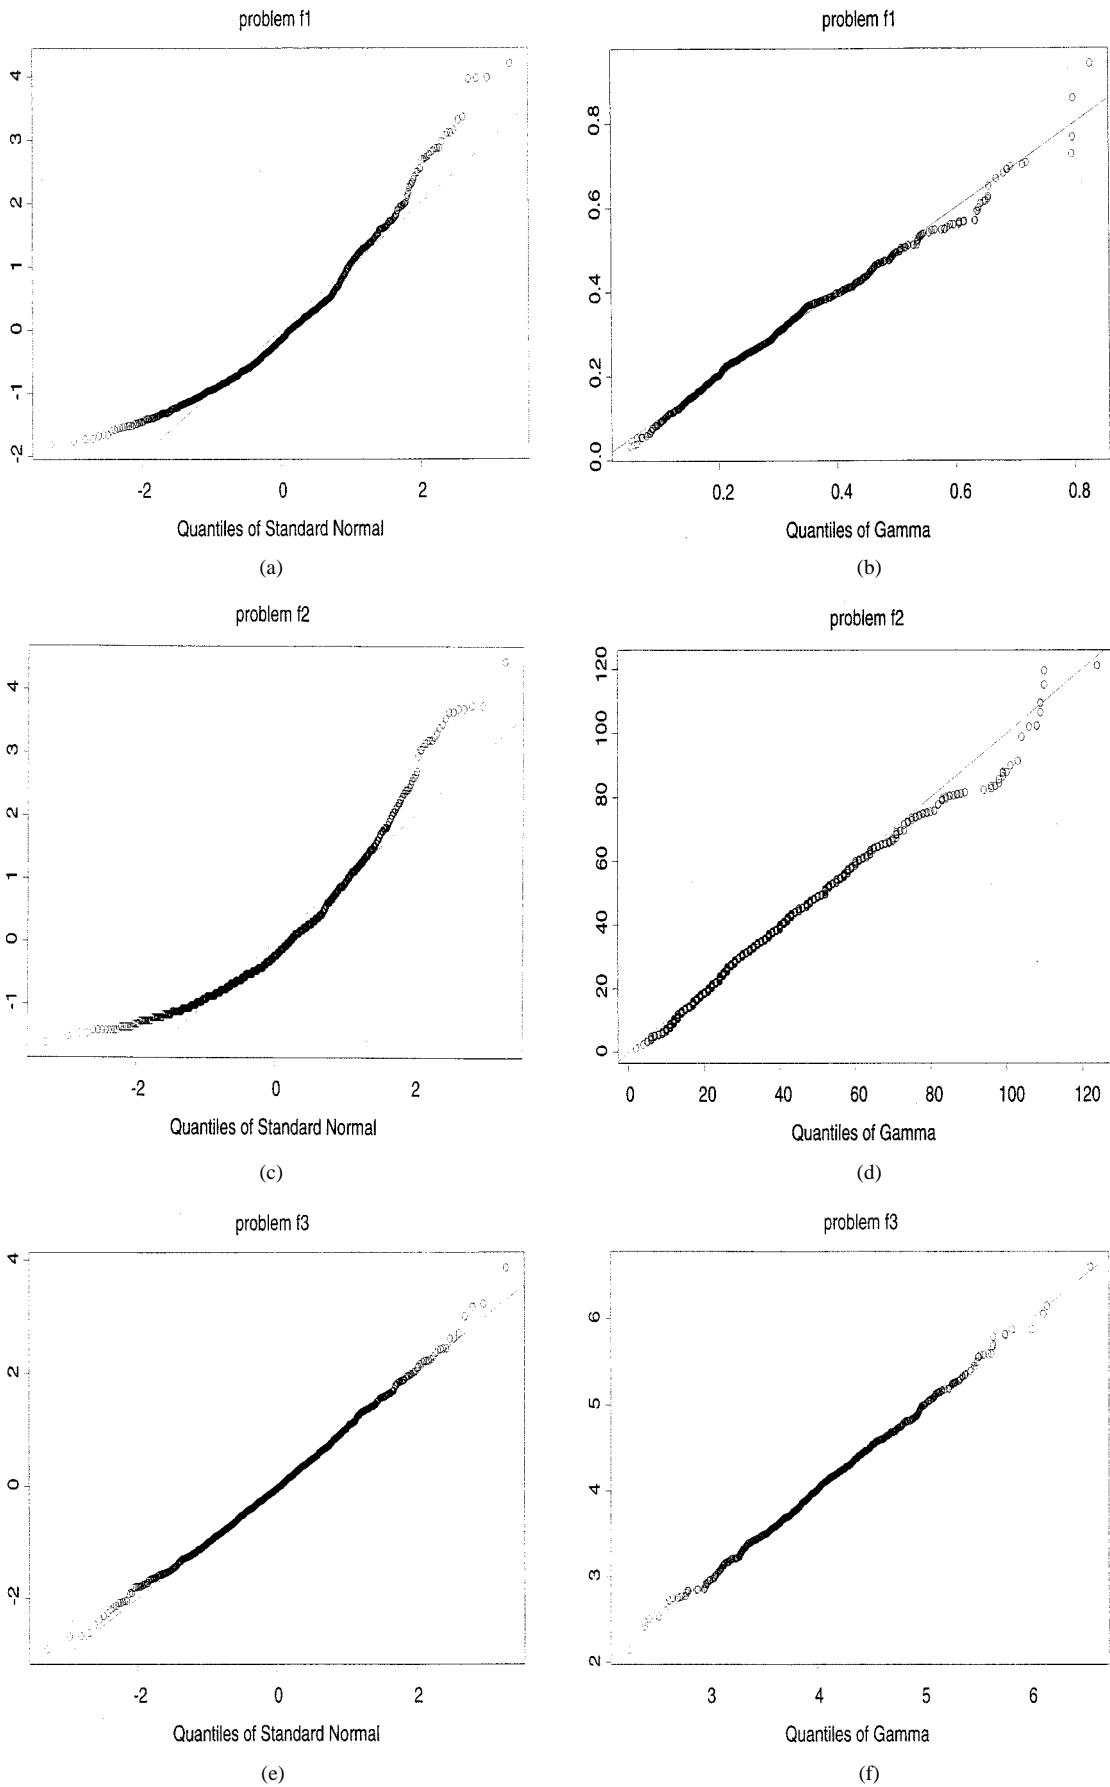 problem f1
4
3
2
1
0
-1
-2
-2 0 2
Quantiles of Standard Normal
(a)
problem f1
0.8
0.6
0.4
0.2
0.0
0.2 0.4 0.6 0.8
Quantiles of Gamma
(b)
problem f2
4
3
2
1
0
-1
-2 0 2
Quantiles of Standard Normal
(c)
problem f2
120
100
80
60
40
20
0
0 20 40 60 80 100 120
Quantiles of Gamma
(d)
problem f3
4
2
0
-2
-2 0 2
Quantiles of Standard Normal
(e)
problem f3
6
5
4
3
2
3 4 5 6
Quantiles of Gamma
(f)